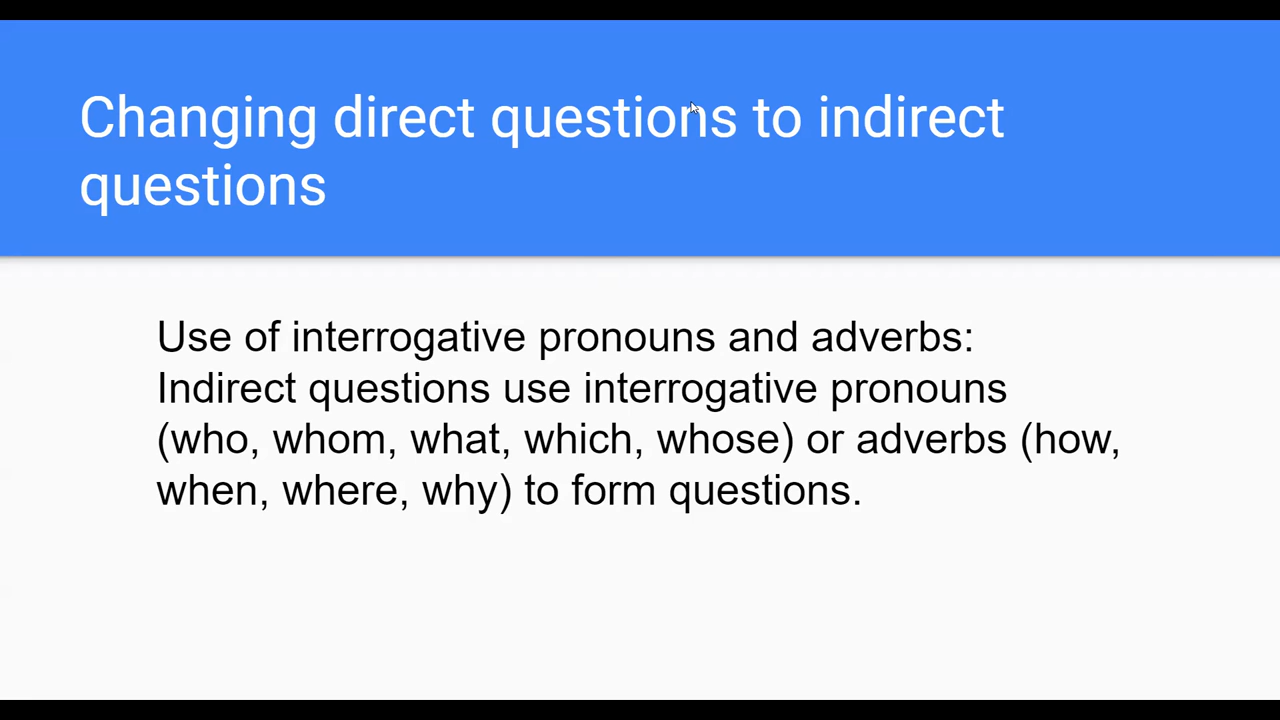 Changing direct questions to indirect
questions
Use of interrogative pronouns and adverbs:
Indirect questions use interrogative pronouns
(who, whom, what, which, whose) or adverbs (how,
when, where, why) to form questions.